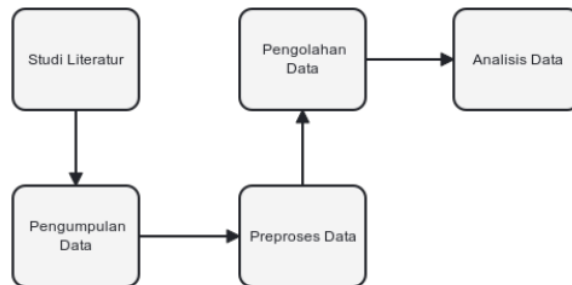 Studi Literatur
Pengumpulan
Data
Preproses Data
Pengolahan
Data
Analisis Data